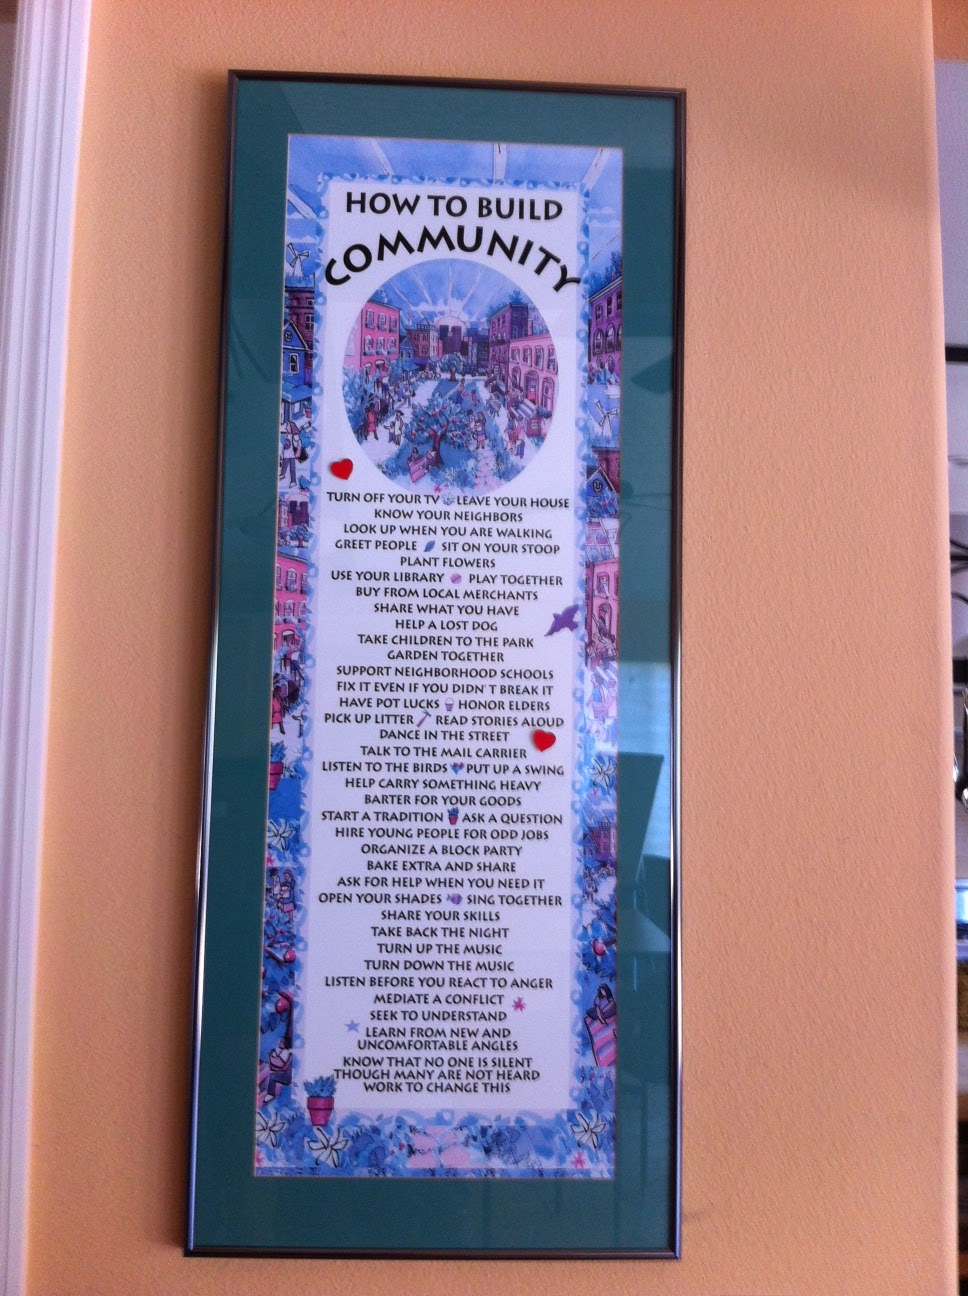 HOW TO BUILD
COMMUNITY
TURN OFF YOUR TV LEAVE YOUR HOUSE
KNOW YOUR NEIGHBORS
LOOK UP WHEN YOU ARE WALKING
GREET PEOPLE SIT ON YOUR STOOP
PLANT FLOWERS
USE YOUR LIBRARY PLAY TOGETHER
BUY FROM LOCAL MERCHANTS
SHARE WHAT YOU HAVE
HELP A LOST DOG
TAKE CHILDREN TO THE PARK
GARDEN TOGETHER
SUPPORT NEIGHBORHOOD SCHOOLS
FIX IT EVEN IF YOU DIDN'T BREAK IT
HAVE POT LUCKS HONOR ELDERS
PICK UP LITTER READ STORIES ALOUD
DANCE IN THE STREET
TALK TO THE MAIL CARRIER
LISTEN TO THE BIRDS PUT UP A SWING
HELP CARRY SOMETHING HEAVY
BARTER FOR YOUR GOODS
START A TRADITION ASK A QUESTION
HIRE YOUNG PEOPLE FOR ODD JOBS
ORGANIZE A BLOCK PARTY
BAKE EXTRA AND SHARE
ASK FOR HELP WHEN YOU NEED IT
OPEN YOUR SHADES SING TOGETHER
SHARE YOUR SKILLS
TAKE BACK THE NIGHT
TURN UP THE MUSIC
TURN DOWN THE MUSIC
LISTEN BEFORE YOU REACT TO ANGER
MEDIATE A CONFLICT
SEEK TO UNDERSTAND
LEARN FROM NEW AND
UNCOMFORTABLE ANGLES
KNOW THAT NO ONE IS SILENT
THOUGH MANY ARE NOT HEARD
WORK TO CHANGE THIS